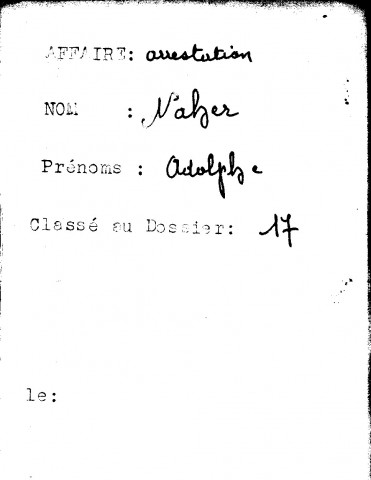 AFFAIRE: arrestation
NOM : Naher
Prénoms : Adolphe
Classé au Dossier: 17
le: